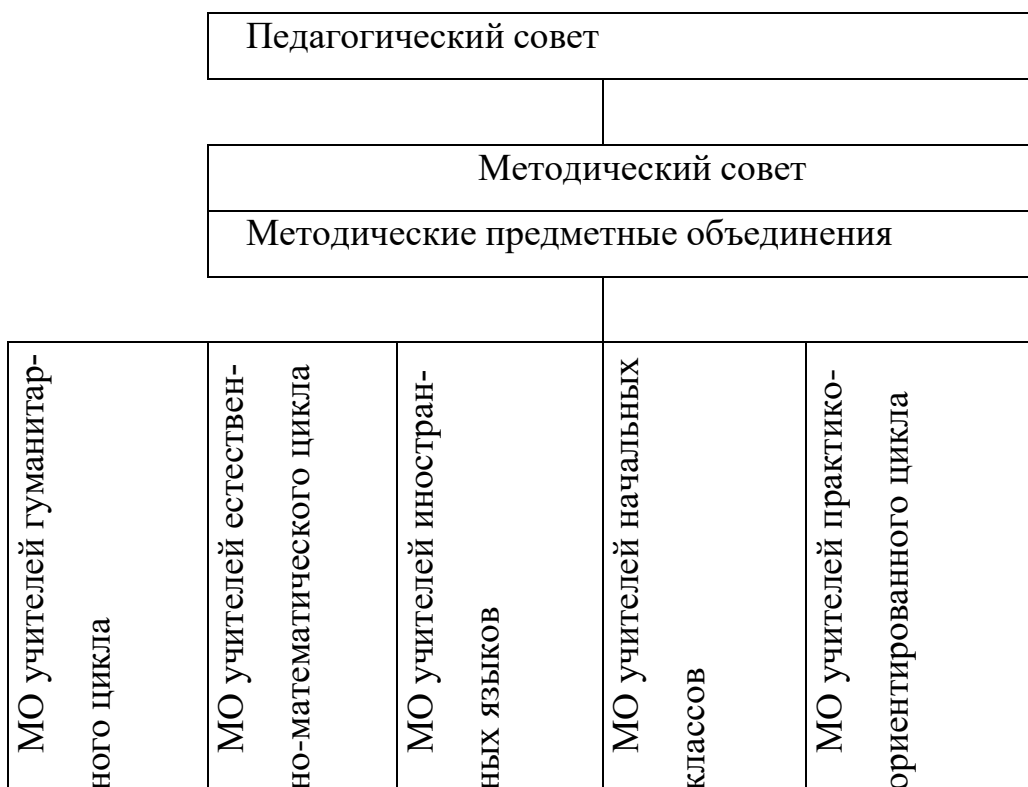 Педагогический совет
Методический совет
Методические предметные объединения
МО учителей гуманитар-
ного цикла
МО учителей естествен-
но-математического цикла
МО учителей иностран-
ных языков
МО учителей начальных
классов
МО учителей практико-
ориентированного цикла